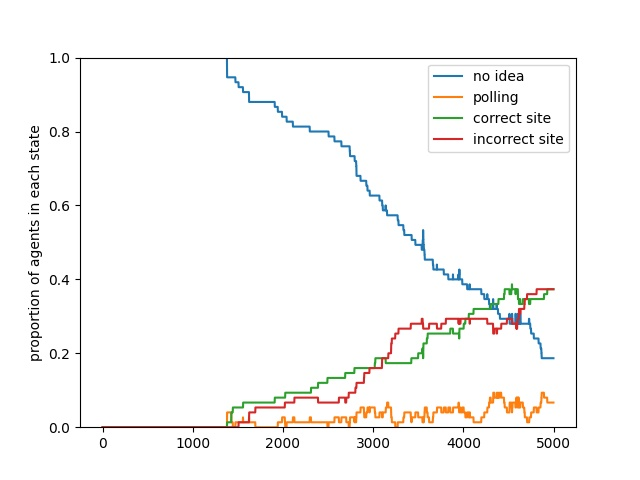 1.0
0.8
0.6
0.4
0.2
0.0
proportion of agents in each state
0
1000
2000
3000
4000
5000
no idea
polling
correct site
incorrect site